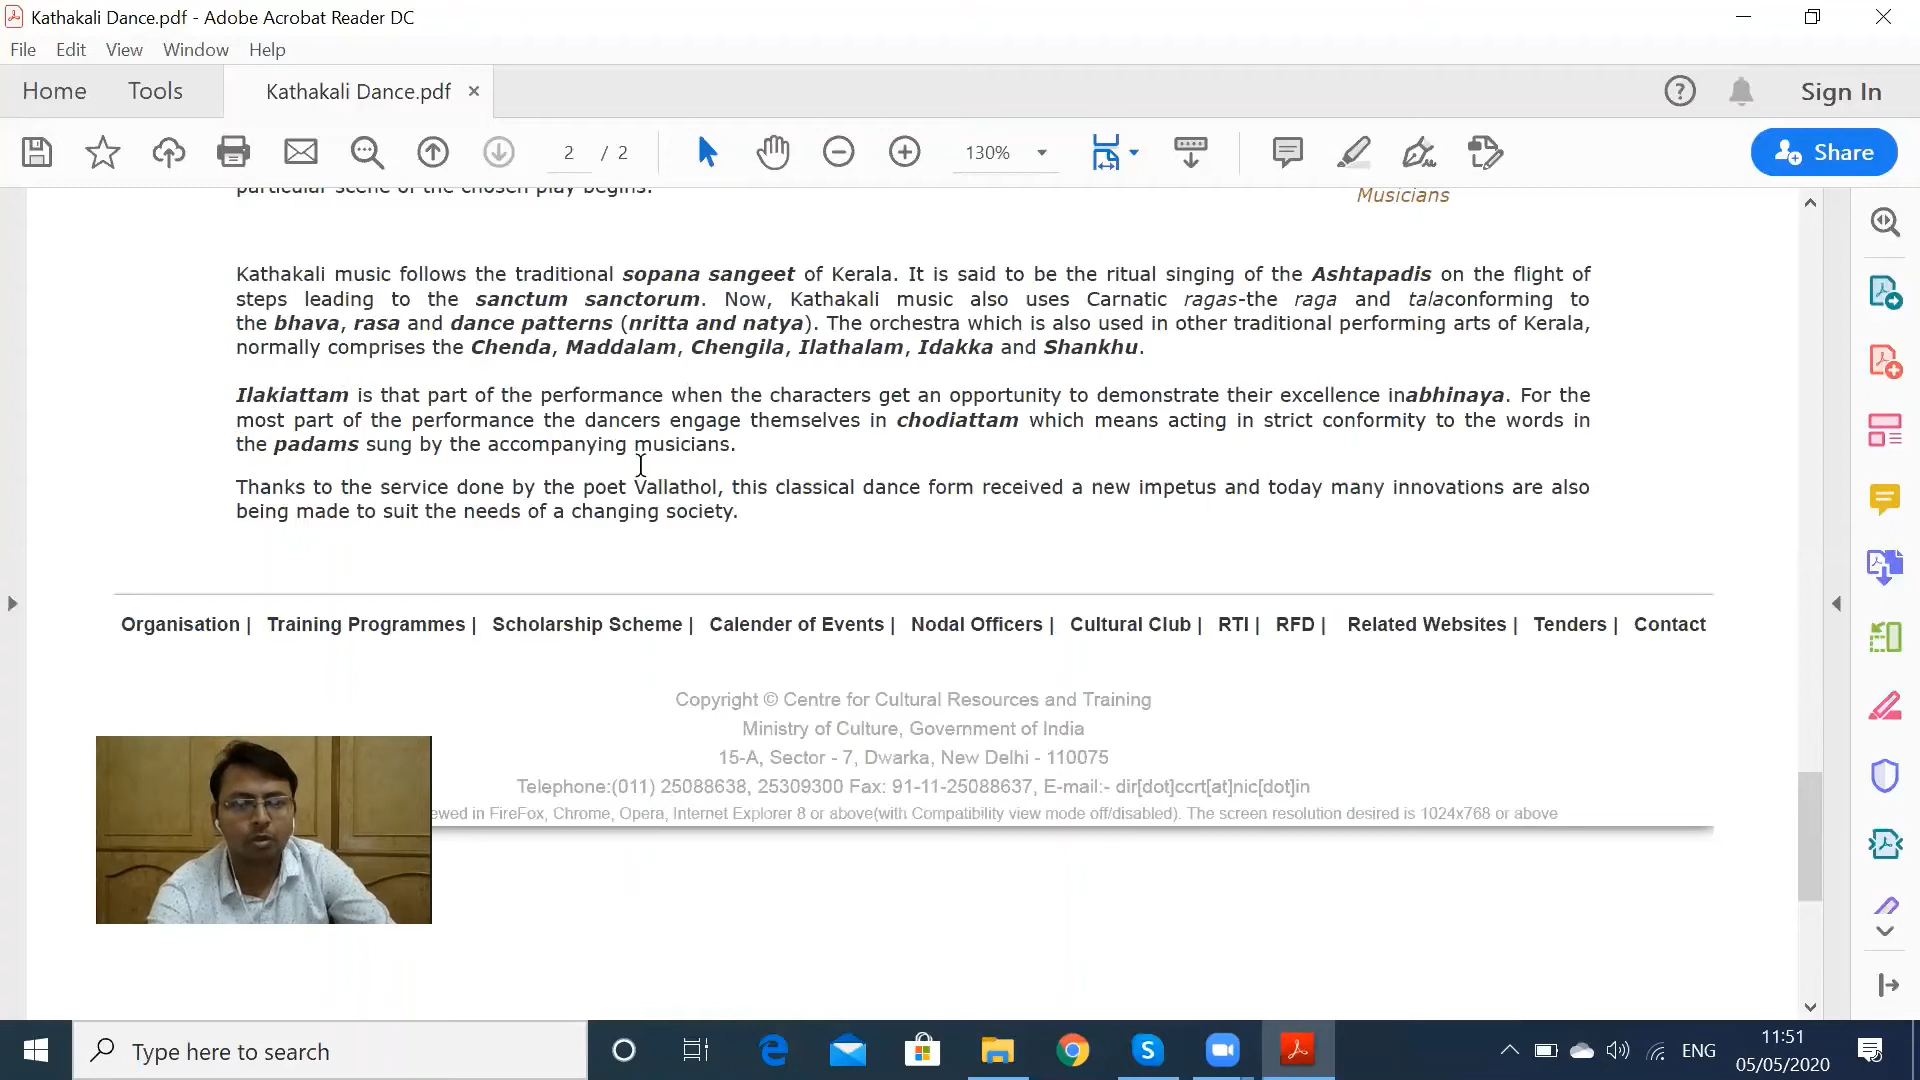 Kathakali Dance.pdf - Adobe Acrobat Reader DC
File Edit View Window Help
Home Tools Kathakali Dance.pdf × Sign In
2 / 2 130% Share
particular scene of the chosen play begins.
Musicians
Kathakali music follows the traditional sopana sangeet of Kerala. It is said to be the ritual singing of the Ashtapadis on the flight of
steps leading to the sanctum sanctorum. Now, Kathakali music also uses Carnatic ragas-the raga and talaconforming to
the bhava, rasa and dance patterns (nritta and natya). The orchestra which is also used in other traditional performing arts of Kerala,
normally comprises the Chenda, Maddalam, Chengila, Ilathalam, Idakka and Shankhu.
Ilakiattam is that part of the performance when the characters get an opportunity to demonstrate their excellence inabhinaya. For the
most part of the performance the dancers engage themselves in chodiattam which means acting in strict conformity to the words in
the padams sung by the accompanying musicians.
Thanks to the service done by the poet Vallathol, this classical dance form received a new impetus and today many innovations are also
being made to suit the needs of a changing society.
Organisation | Training Programmes | Scholarship Scheme | Calender of Events | Nodal Officers | Cultural Club | RTI | RFD | Related Websites | Tenders | Contact
Copyright © Centre for Cultural Resources and Training
Ministry of Culture, Government of India
15-A, Sector - 7, Dwarka, New Delhi - 110075
Telephone:(011) 25088638, 25309300 Fax: 91-11-25088637, E-mail:- dir[dot]ccrt[at]nic[dot]in
in FireFox, Chrome, Opera, Internet Explorer 8 or above(with Compatibility view mode off/disabled). The screen resolution desired is 1024x768 or above
Type here to search
ENG
11:51
05/05/2020